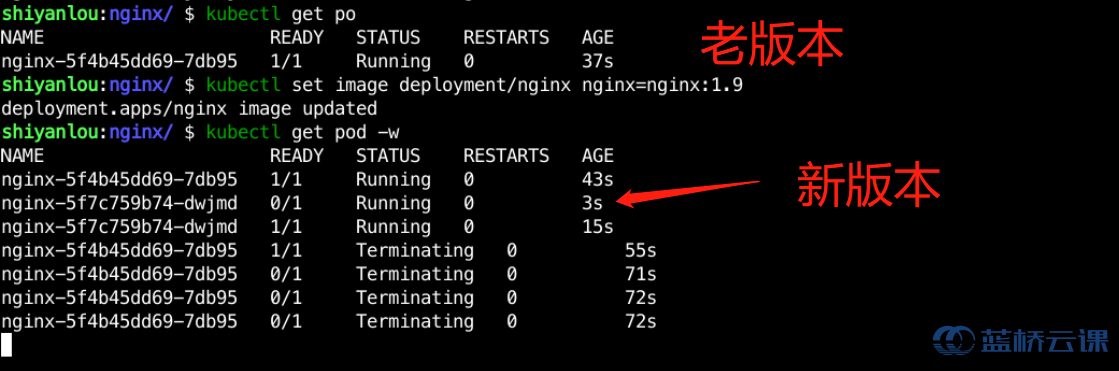 shiyanlou:nginx/ $ kubectl get po
NAME READY STATUS RESTARTS AGE
老版本
nginx-5f4b45dd69-7db95 1/1 Running 0 37s
shiyanlou:nginx/ $ kubectl set image deployment/nginx nginx=nginx:1.9
deployment.apps/nginx image updated
shiyanlou:nginx/ $ kubectl get pod -w
NAME READY STATUS RESTARTS AGE
nginx-5f4b45dd69-7db95 1/1 Running 0 43s
新版本
nginx-5f7c759b74-dwjmd 0/1 Running 0 3s
nginx-5f7c759b74-dwjmd 1/1 Running 0 15s
nginx-5f4b45dd69-7db95 1/1 Terminating 0 55s
nginx-5f4b45dd69-7db95 0/1 Terminating 0 71s
nginx-5f4b45dd69-7db95 0/1 Terminating 0 72s
nginx-5f4b45dd69-7db95 0/1 Terminating 0 72s
蓝桥云课